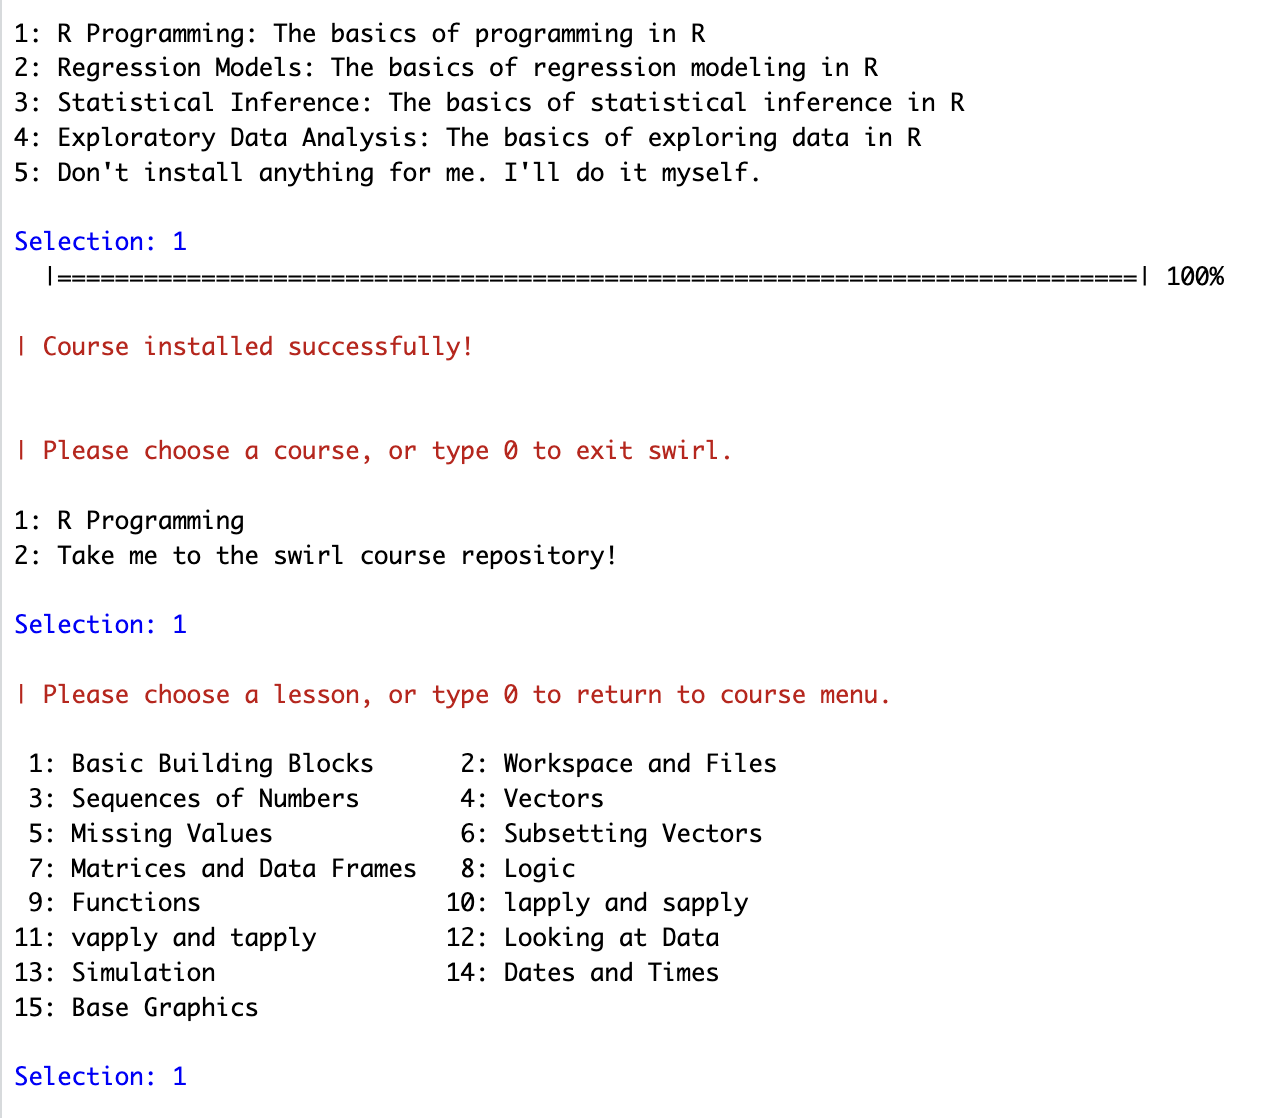 1: R Programming: The basics of programming in R
2: Regression Models: The basics of regression modeling in R
3: Statistical Inference: The basics of statistical inference in R
4: Exploratory Data Analysis: The basics of exploring data in R
5: Don't install anything for me. I'll do it myself.
Selection: 1
|===========================================================================| 100%
| Course installed successfully!
| Please choose a course, or type 0 to exit swirl.
1: R Programming
2: Take me to the swirl course repository!
Selection: 1
| Please choose a lesson, or type 0 to return to course menu.
1: Basic Building Blocks 2: Workspace and Files
3: Sequences of Numbers 4: Vectors
5: Missing Values 6: Subsetting Vectors
7: Matrices and Data Frames 8: Logic
9: Functions 10: lapply and sapply
11: vapply and tapply 12: Looking at Data
13: Simulation 14: Dates and Times
15: Base Graphics
Selection: 1